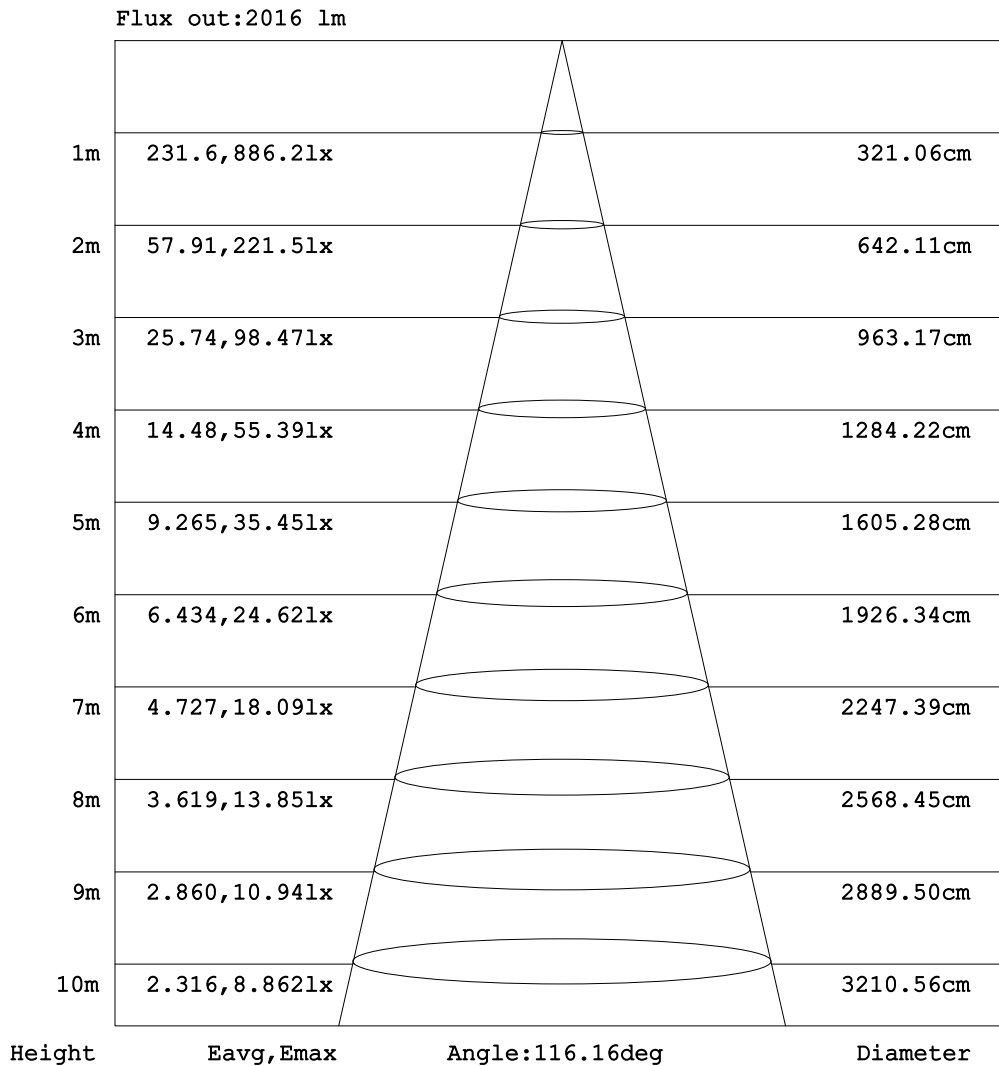 Flux out:2016 lm
1m 231.6,886.2lx 321.06cm
2m 57.91,221.5lx 642.11cm
3m 25.74,98.47lx 963.17cm
4m 14.48,55.39lx 1284.22cm
5m 9.265,35.45lx 1605.28cm
6m 6.434,24.62lx 1926.34cm
7m 4.727,18.09lx 2247.39cm
8m 3.619,13.85lx 2568.45cm
9m 2.860,10.94lx 2889.50cm
10m 2.316,8.862lx 3210.56cm
Height Eavg,Emax Angle:116.16deg Diameter